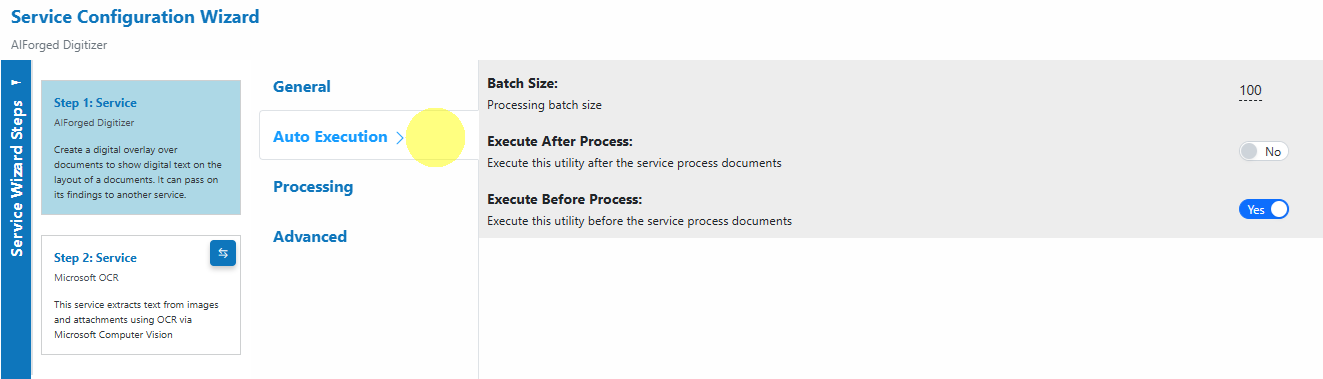 Service Configuration Wizard
AIForged Digitizer
Service Wizard Steps
Step 1: Service
AIForged Digitizer
Create a digital overlay over
documents to show digital text on the
layout of a documents. It can pass on
its findings to another service.
Step 2: Service
Microsoft OCR
This service extracts text from images
and attachments using OCR via
Microsoft Computer Vision
General
Auto Execution
Processing
Advanced
Batch Size:
Processing batch size
100
Execute After Process:
Execute this utility after the service process documents
No
Execute Before Process:
Execute this utility before the service process documents
Yes